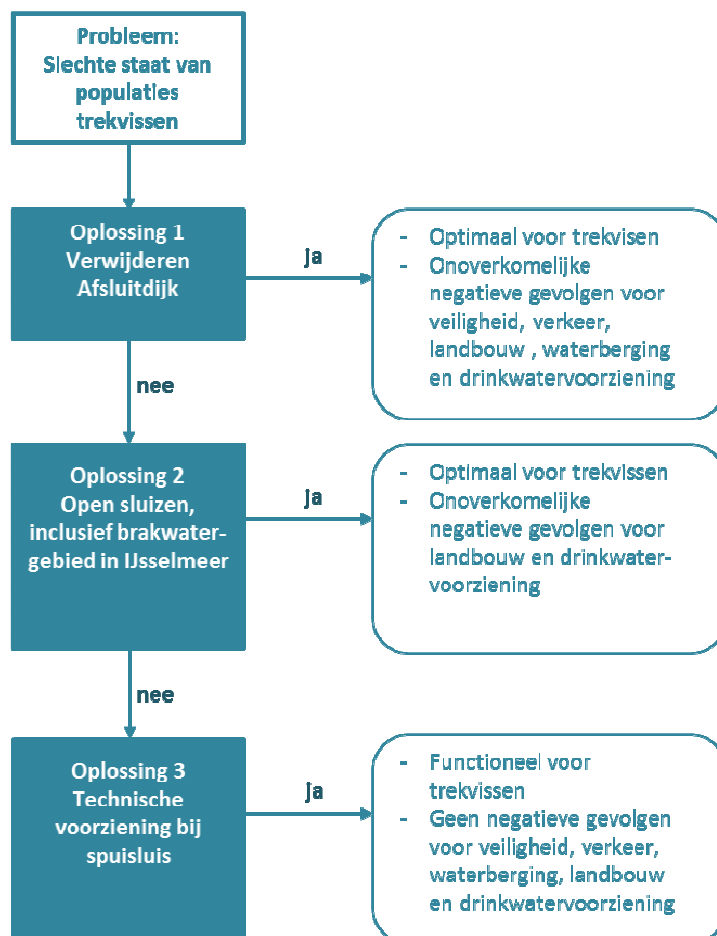 Probleem:
Slechte staat van
populaties
trekvissen
Oplossing 1
Verwijderen
Afsluitdijk
ja
- Optimaal voor trekvisen
- Onoverkomelijke
negatieve gevolgen voor
veiligheid, verkeer,
landbouw , waterberging
en drinkwatervoorziening
nee
Oplossing 2
Open sluizen,
inclusief brakwater-
gebied in IJsselmeer
ja
- Optimaal voor trekvissen
- Onoverkomelijke
negatieve gevolgen voor
landbouw en drinkwater-
voorziening
nee
Oplossing 3
Technische
voorziening bij
spuisluis
ja
- Functioneel voor
trekvissen
- Geen negatieve gevolgen
voor veiligheid, verkeer,
waterberging, landbouw
en drinkwatervoorziening